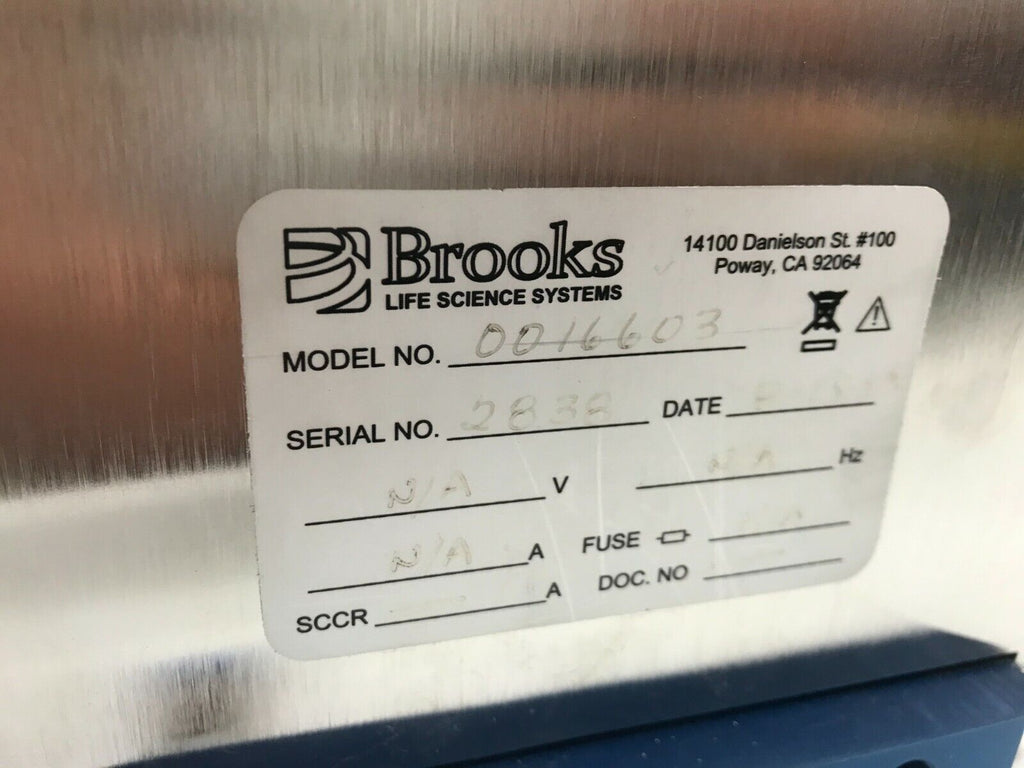 Brooks
LIFE SCIENCE SYSTEMS
14100 Danielson St. #100
Poway, CA 92064
MODEL NO. 0016603
SERIAL NO. 2838 DATE
N/A V N/A Hz
N/A A FUSE
SCCR A DOC. NO